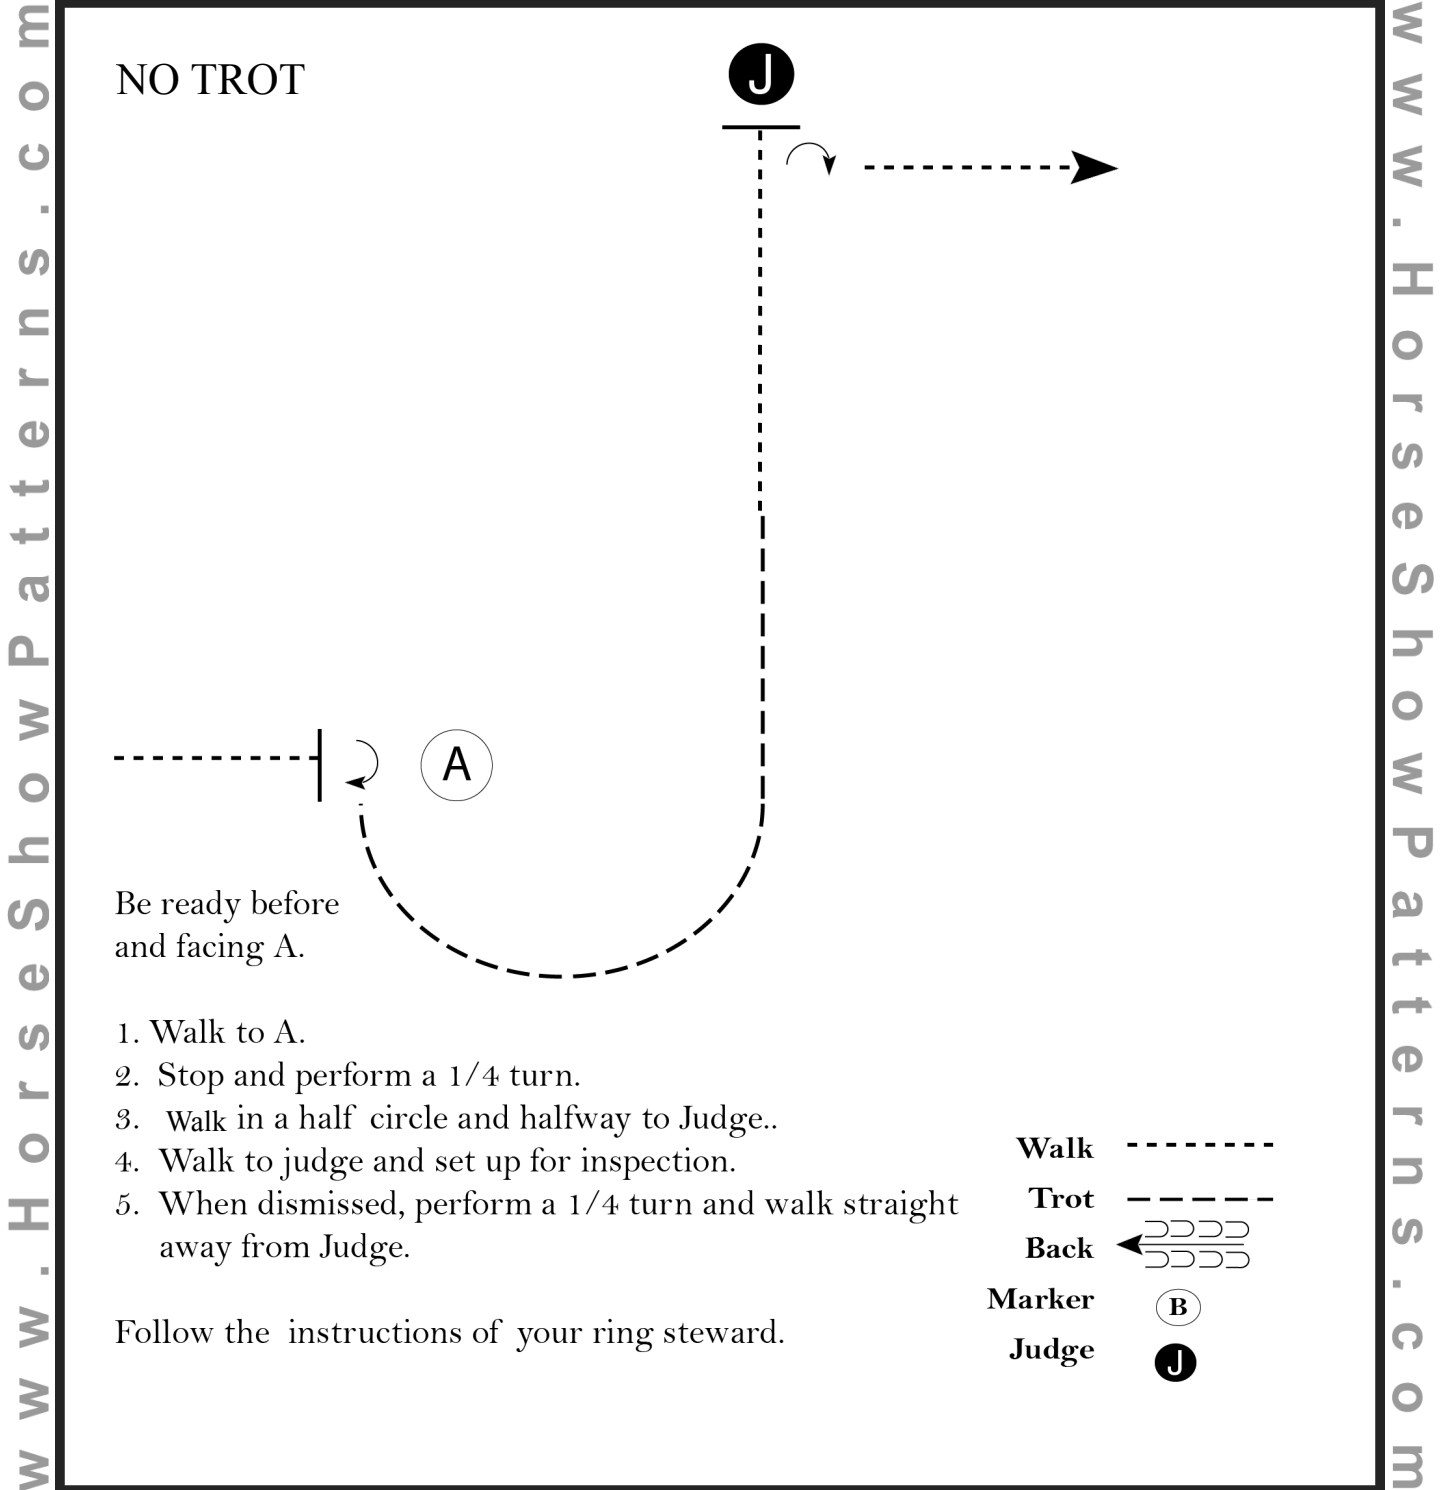 www.HorseShowPatterns.com
NO TROT
J
A
Be ready before
and facing A.
1. Walk to A.
2. Stop and perform a 1/4 turn.
3. Walk in a half circle and halfway to Judge..
4. Walk to judge and set up for inspection.
5. When dismissed, perform a 1/4 turn and walk straight
away from Judge.
Follow the instructions of your ring steward.
Walk
Trot
Back
Marker B
Judge J
www.HorseShowPatterns.com